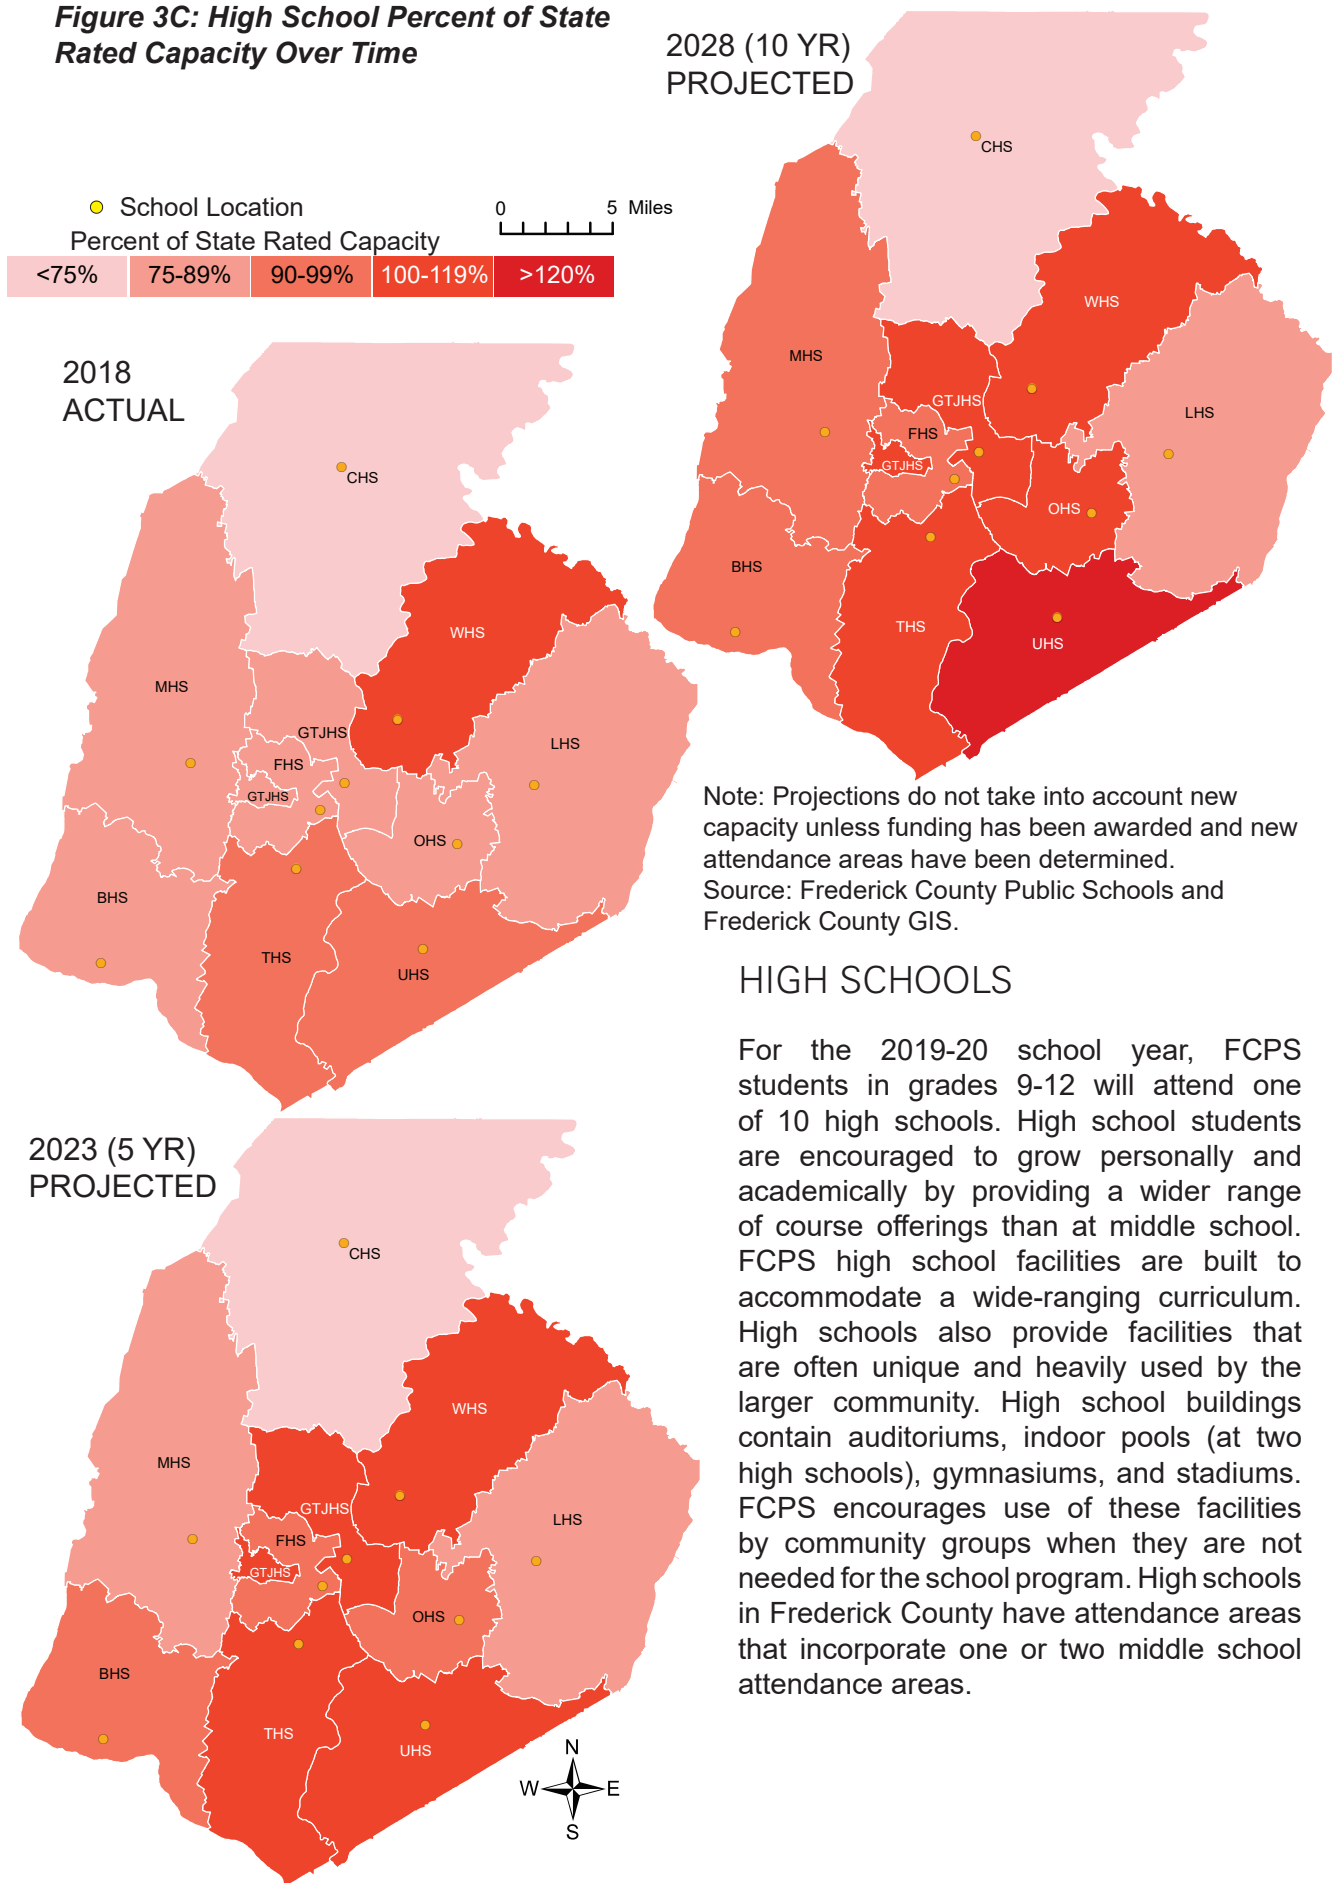 Figure 3C: High School Percent of State
Rated Capacity Over Time
School Location
0 5 Miles
Percent of State Rated Capacity
<75% 75-89% 90-99% 100-119% >120%
2018
ACTUAL
CHS
WHS
MHS
GTJHS
LHS
FHS
GTJHS
OHS
BHS
THS
UHS
2023 (5 YR)
PROJECTED
CHS
WHS
MHS
GTJHS
LHS
FHS
GTJHS
OHS
BHS
THS
UHS
N
W E
S
2028 (10 YR)
PROJECTED
CHS
WHS
MHS
GTJHS
LHS
FHS
GTJHS
OHS
BHS
THS
UHS
Note: Projections do not take into account new
capacity unless funding has been awarded and new
attendance areas have been determined.
Source: Frederick County Public Schools and
Frederick County GIS.
HIGH SCHOOLS
For the 2019-20 school year, FCPS
students in grades 9-12 will attend one
of 10 high schools. High school students
are encouraged to grow personally and
academically by providing a wider range
of course offerings than at middle school.
FCPS high school facilities are built to
accommodate a wide-ranging curriculum.
High schools also provide facilities that
are often unique and heavily used by the
larger community. High school buildings
contain auditoriums, indoor pools (at two
high schools), gymnasiums, and stadiums.
FCPS encourages use of these facilities
by community groups when they are not
needed for the school program. High schools
in Frederick County have attendance areas
that incorporate one or two middle school
attendance areas.